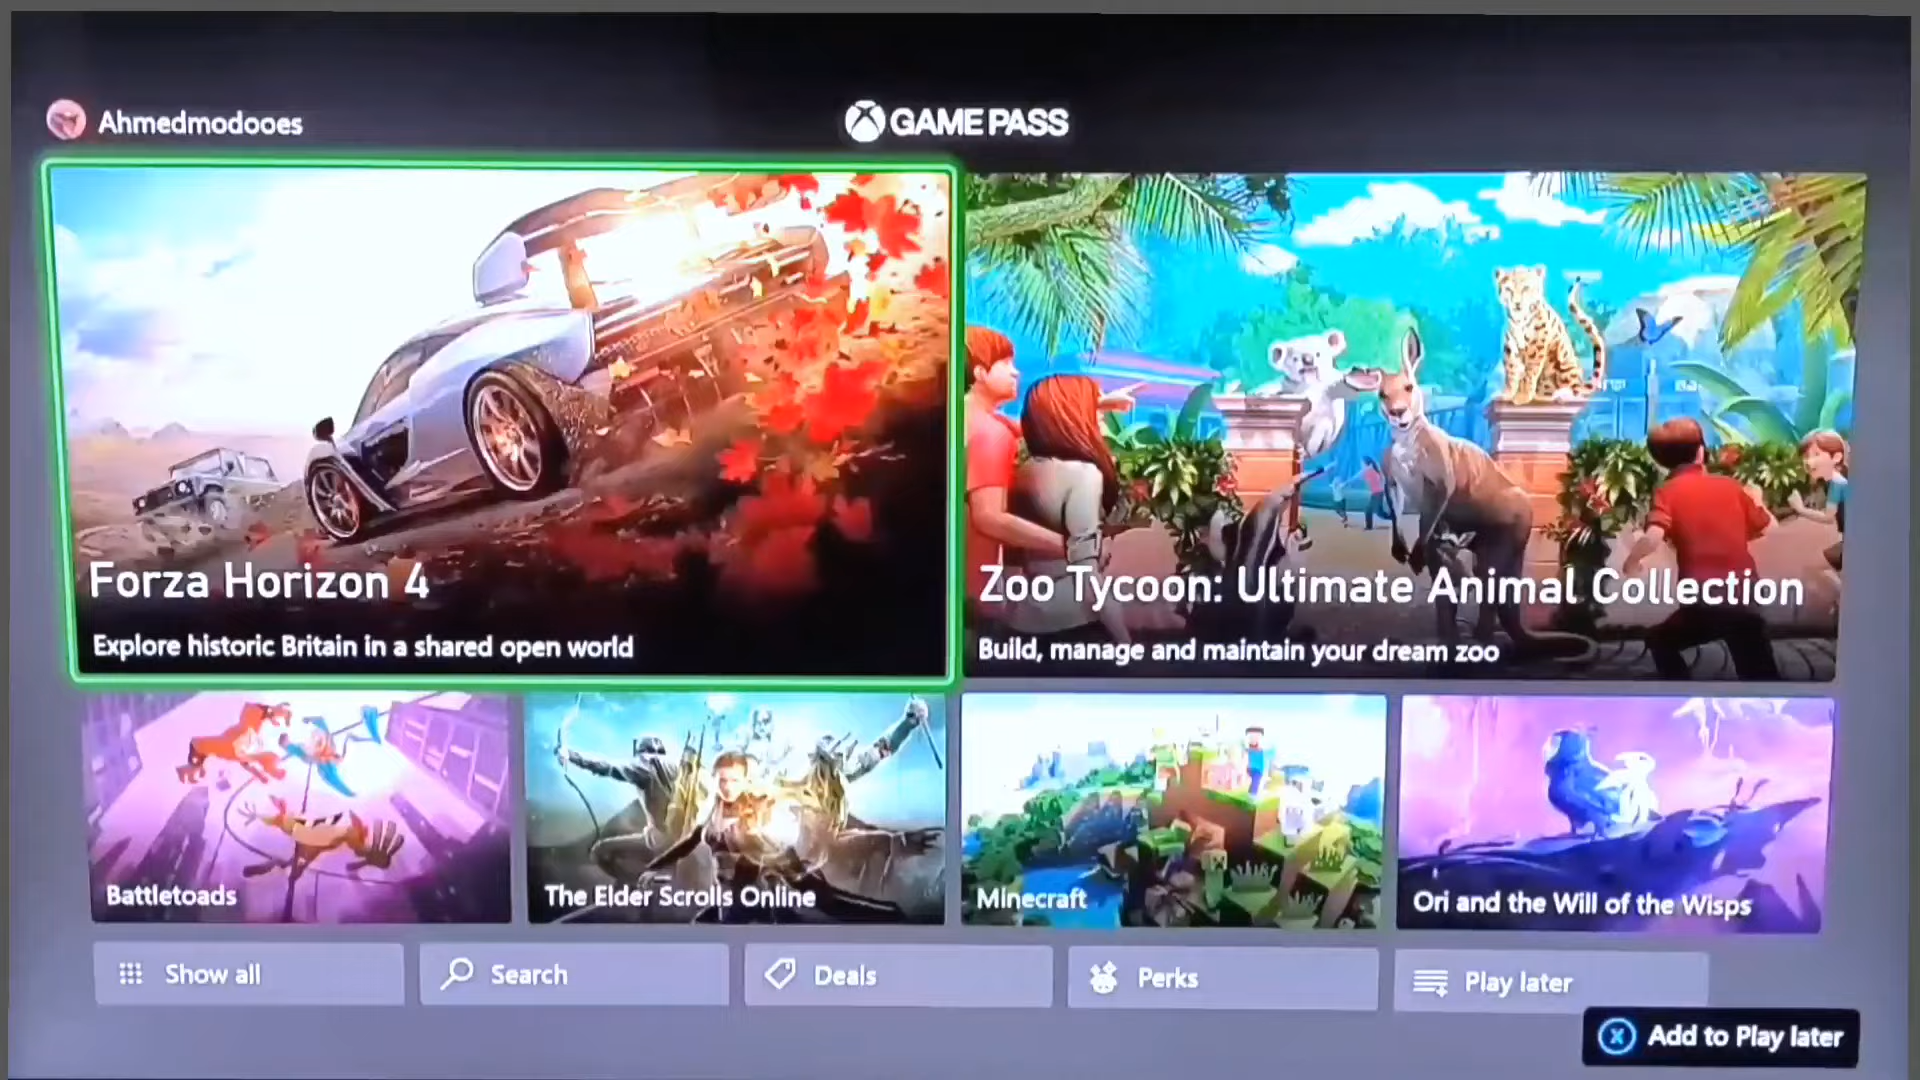 Ahmedmodooes
GAME PASS
Forza Horizon 4
Explore historic Britain in a shared open world
Zoo Tycoon: Ultimate Animal Collection
Build, manage and maintain your dream zoo
Battletoads
The Elder Scrolls Online
Minecraft
Ori and the Will of the Wisps
Show all
Search
Deals
Perks
Play later
X Add to Play later